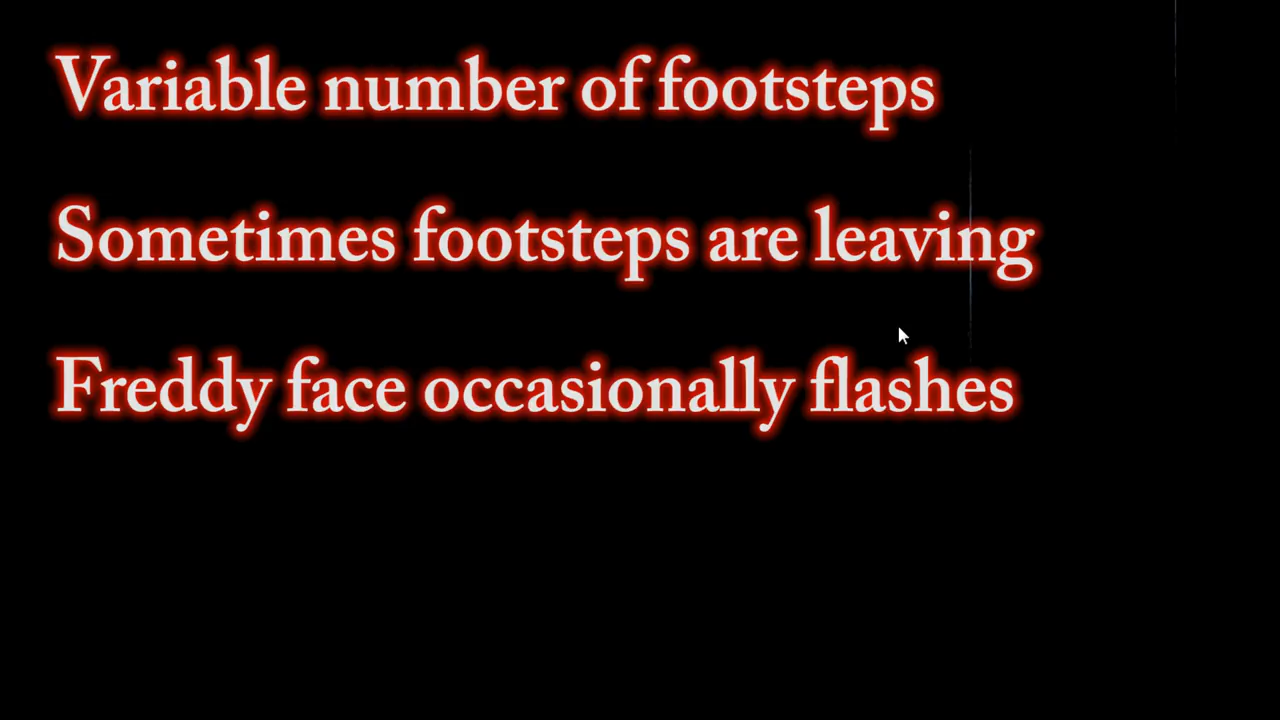 Variable number of footsteps
Sometimes footsteps are leaving
Freddy face occasionally flashes